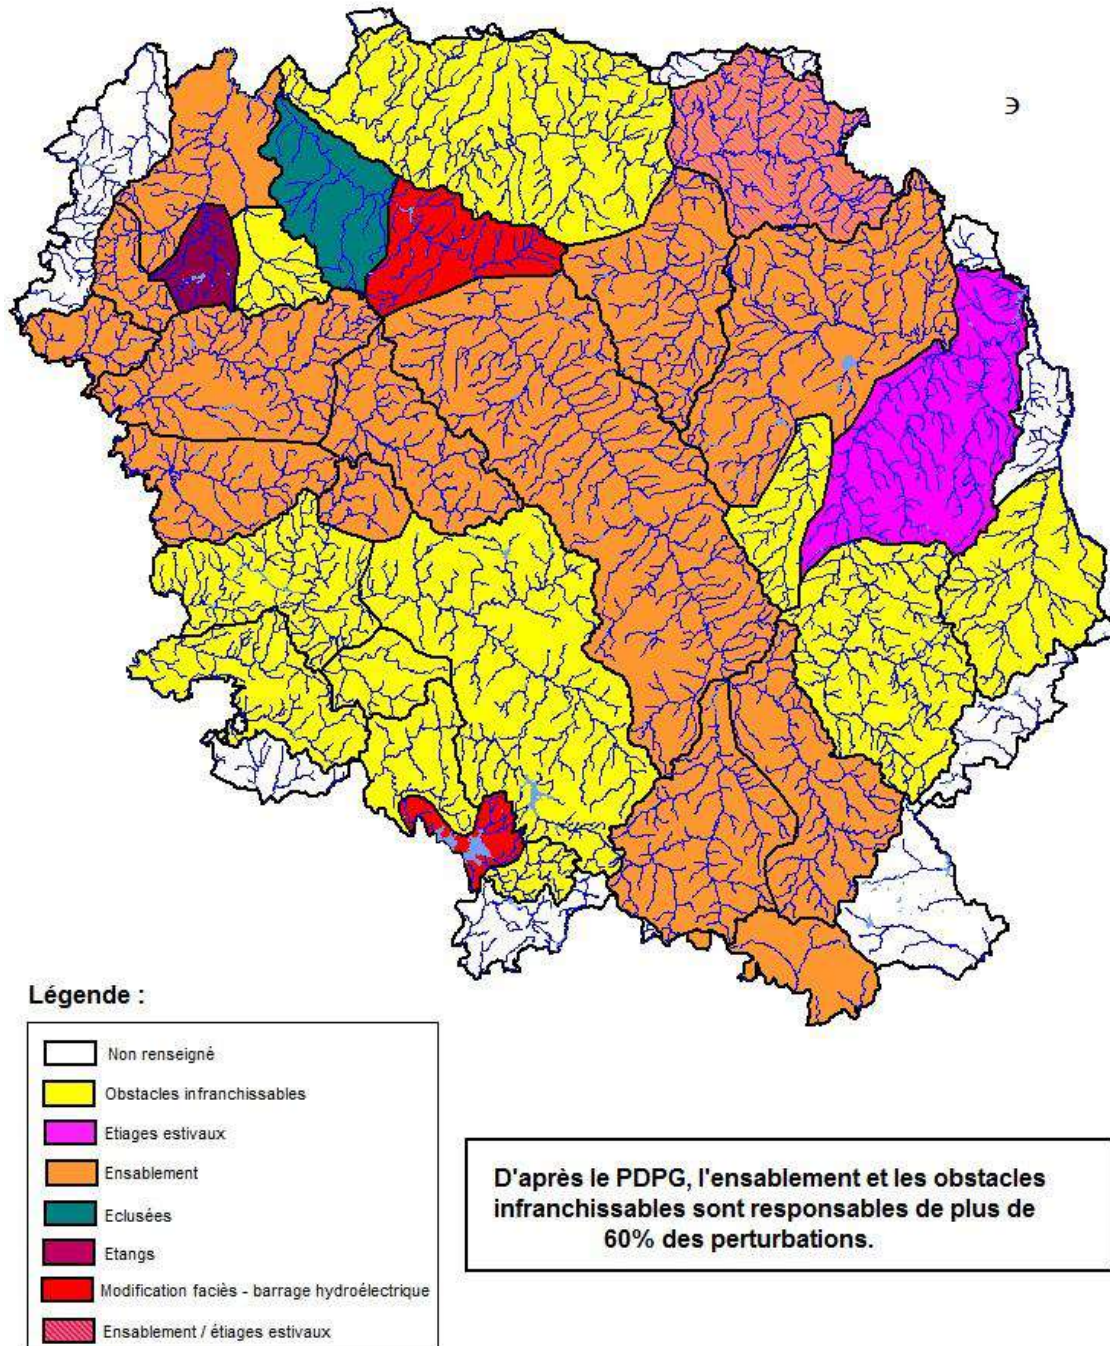 э
Légende :
Non renseigné
Obstacles infranchissables
Etiages estivaux
Ensablement
Eclusées
Etangs
Modification faciès - barrage hydroélectrique
Ensablement / étiages estivaux
D'après le PDPG, l'ensablement et les obstacles
infranchissables sont responsables de plus de
60% des perturbations.